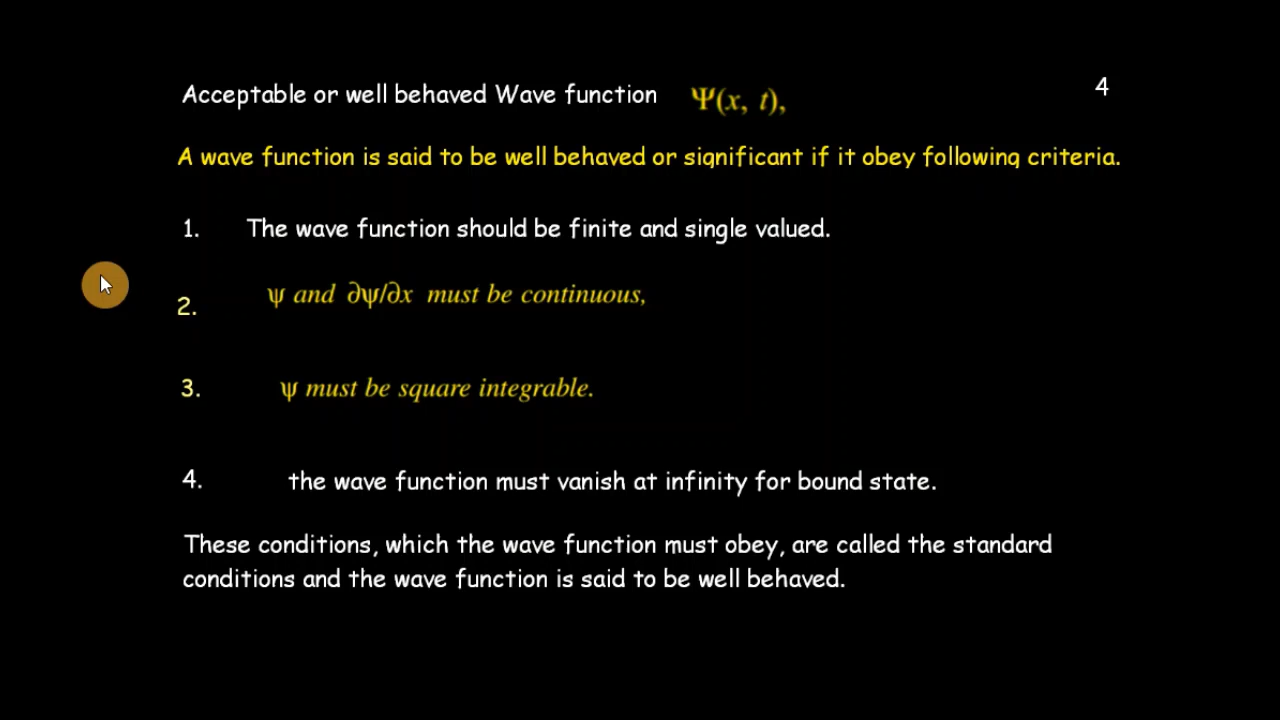 Acceptable or well behaved Wave function Ψ(x, t), 4
A wave function is said to be well behaved or significant if it obey following criteria.
1. The wave function should be finite and single valued.
2. ψ and ∂ψ/∂x must be continuous,
3. ψ must be square integrable.
4. the wave function must vanish at infinity for bound state.
These conditions, which the wave function must obey, are called the standard
conditions and the wave function is said to be well behaved.